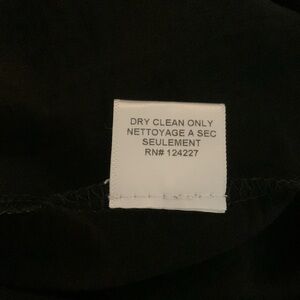 DRY CLEAN ONLY
NETTOYAGE A SEC
SEULEMENT
RN# 124227